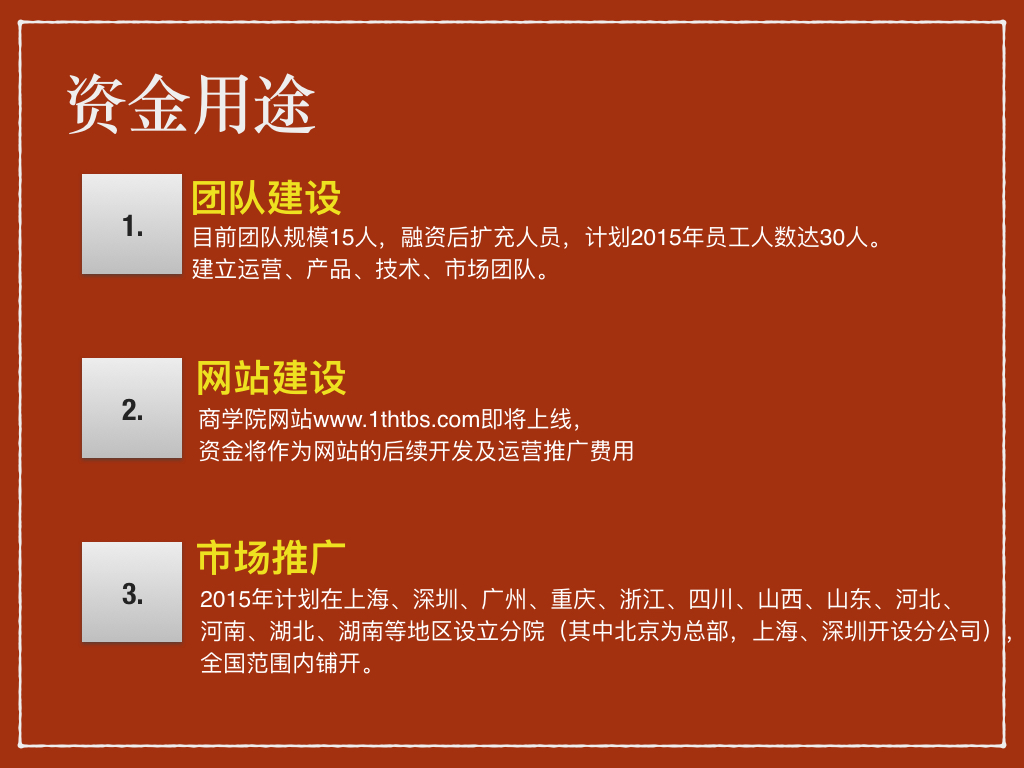 资金用途
1.
团队建设
目前团队规模15人，融资后扩充人员，计划2015年员工人数达30人。
建立运营、产品、技术、市场团队。
2.
网站建设
商学院网站www.1thtbs.com即将上线，
资金将作为网站的后续开发及运营推广费用
3.
市场推广
2015年计划在上海、深圳、广州、重庆、浙江、四川、山西、山东、河北、
河南、湖北、湖南等地区设立分院（其中北京为总部，上海、深圳开设分公司），
全国范围内铺开。